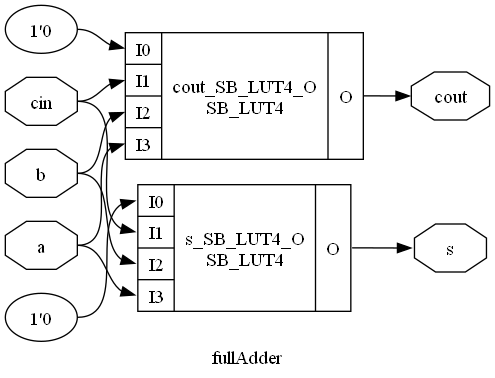 1'0
cin
b
a
1'0
I0
I1
I2
I3
cout_SB_LUT4_O
SB_LUT4
O
cout
I0
I1
I2
I3
s_SB_LUT4_O
SB_LUT4
O
s
fullAdder